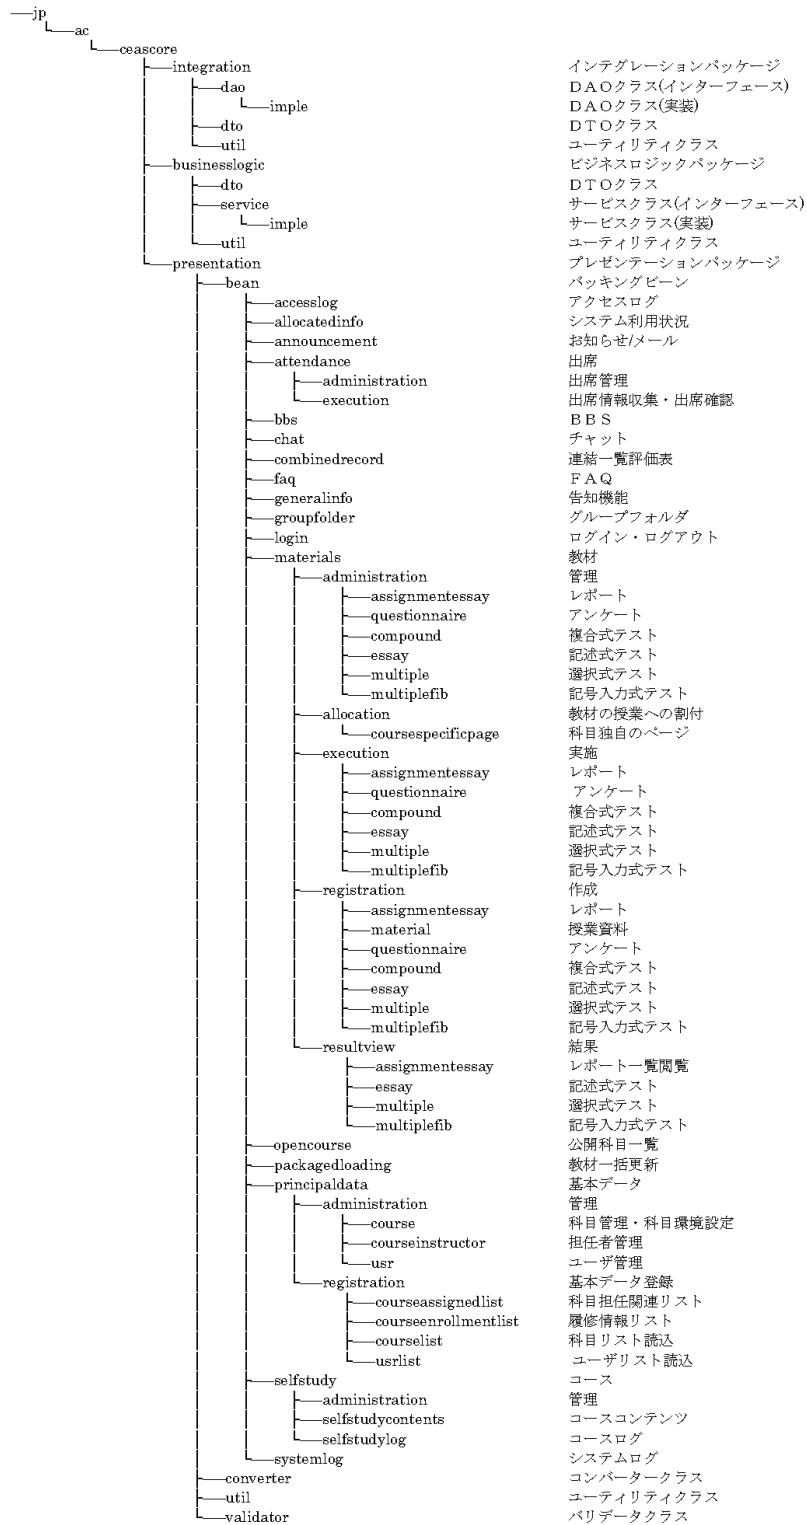 jp
ac
ceascore
integration インテグレーションパッケージ
dao DAOクラス(インターフェース)
imple DAOクラス(実装)
dto DTOクラス
util ユーティリティクラス
businesslogic ビジネスロジックパッケージ
dto DTOクラス
service サービスクラス(インターフェース)
imple サービスクラス(実装)
util ユーティリティクラス
presentation プレゼンテーションパッケージ
bean バッキングビーン
accesslog アクセスログ
allocatedinfo システム利用状況
announcement お知らせ/メール
attendance 出席
administration 出席管理
execution 出席情報収集・出席確認
bbs BBS
chat チャット
combinedrecord 連結一覧評価表
faq FAQ
generalinfo 告知機能
groupfolder グループフォルダ
login ログイン・ログアウト
materials 教材
administration 管理
assignmentessay レポート
questionnaire アンケート
compound 複合式テスト
essay 記述式テスト
multiple 選択式テスト
multiplefib 記号入力式テスト
allocation 教材の授業への割付
coursespecificpage 科目独自のページ
execution 実施
assignmentessay レポート
questionnaire アンケート
compound 複合式テスト
essay 記述式テスト
multiple 選択式テスト
multiplefib 記号入力式テスト
registration 作成
assignmentessay レポート
material 授業資料
questionnaire アンケート
compound 複合式テスト
essay 記述式テスト
multiple 選択式テスト
multiplefib 記号入力式テスト
resultview 結果
assignmentessay レポート一覧閲覧
essay 記述式テスト
multiple 選択式テスト
multiplefib 記号入力式テスト
opencourse 公開科目一覧
packagedloading 教材一括更新
principaldata 基本データ
administration 管理
course 科目管理・科目環境設定
courseinstructor 担任者管理
usr ユーザ管理
registration 基本データ登録
courseassignedlist 科目担任関連リスト
courseenrollmentlist 履修情報リスト
courselist 科目リスト読込
usrlist ユーザリスト読込
selfstudy コース
administration 管理
selfstudycontents コースコンテンツ
selfstudylog コースログ
systemlog システムログ
converter コンバータークラス
util ユーティリティクラス
validator バリデータクラス